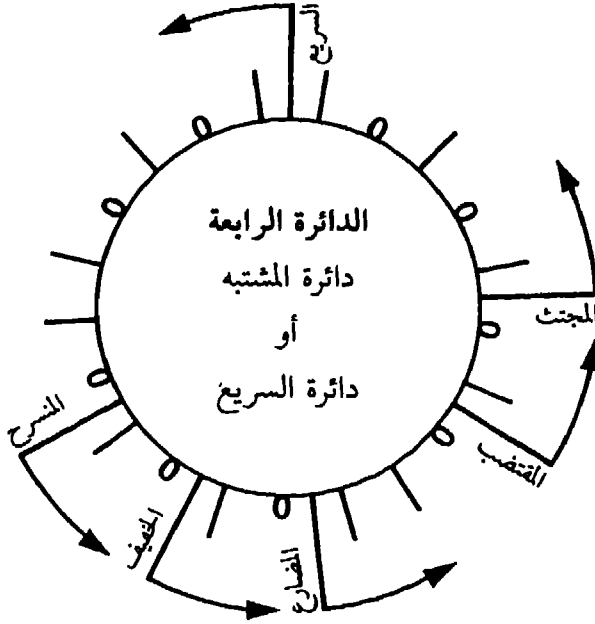 السريع
الدائرة الرابعة
دائرة المشتبه
أو
دائرة السريع
المجتث
المقتضب
المضارع
الخفيف
المنسرح